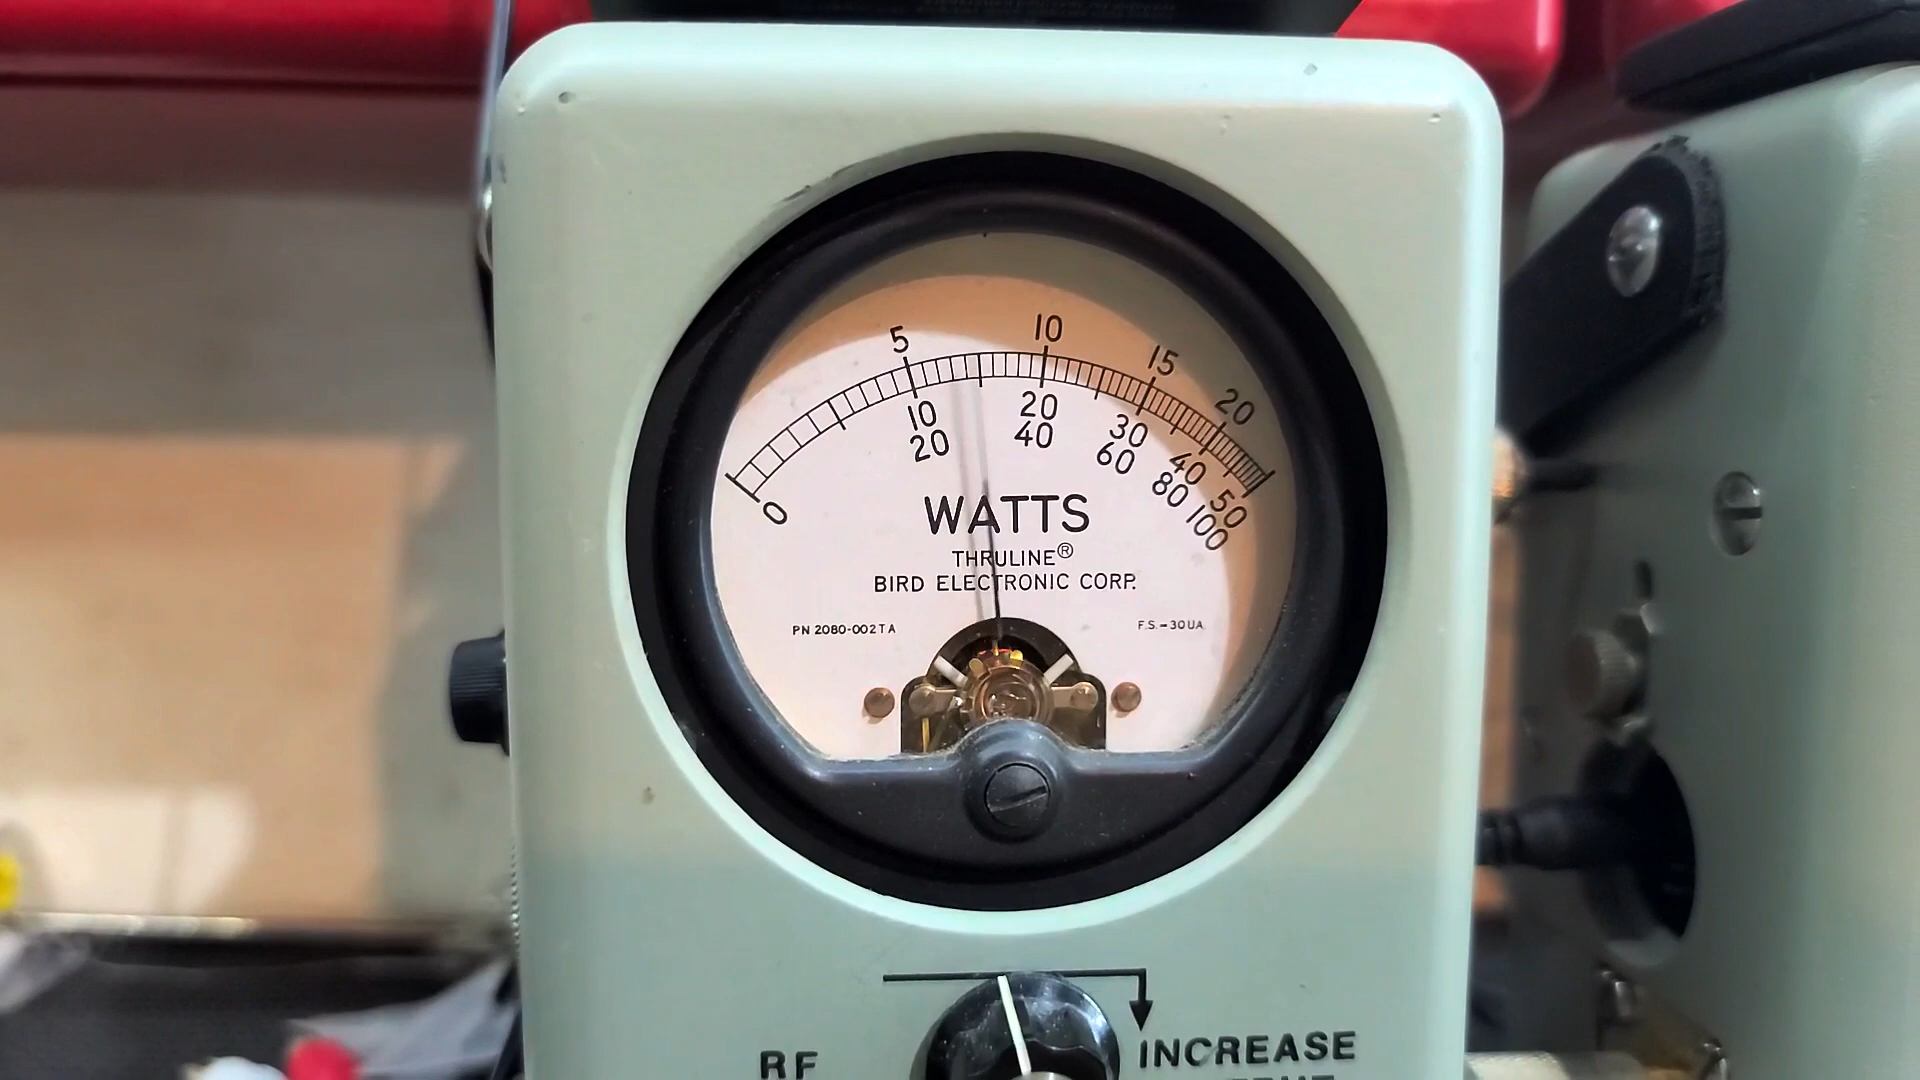 5 10 15 20
10 20 30 40 50
20 40 60 80 100
0
WATTS
THRULINE®
BIRD ELECTRONIC CORP.
PN 2080-002TA F.S.-30UA
RF INCREASE